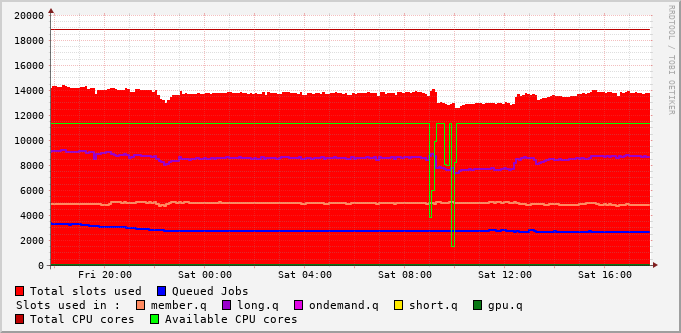 20000
18000
16000
14000
12000
10000
8000
6000
4000
2000
0
Fri 20:00 Sat 00:00 Sat 04:00 Sat 08:00 Sat 12:00 Sat 16:00
Total slots used Queued Jobs
Slots used in : member.q long.q ondemand.q short.q gpu.q
Total CPU cores Available CPU cores
RRDTOOL / TOBI OETIKER